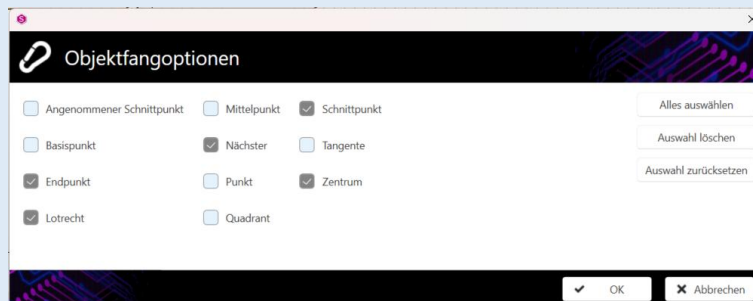 Objektfangoptionen
Angenommener Schnittpunkt Mittelpunkt Schnittpunkt Alles auswählen
Basispunkt Nächster Tangente Auswahl löschen
Endpunkt Punkt Zentrum Auswahl zurücksetzen
Lotrecht Quadrant
OK Abbrechen